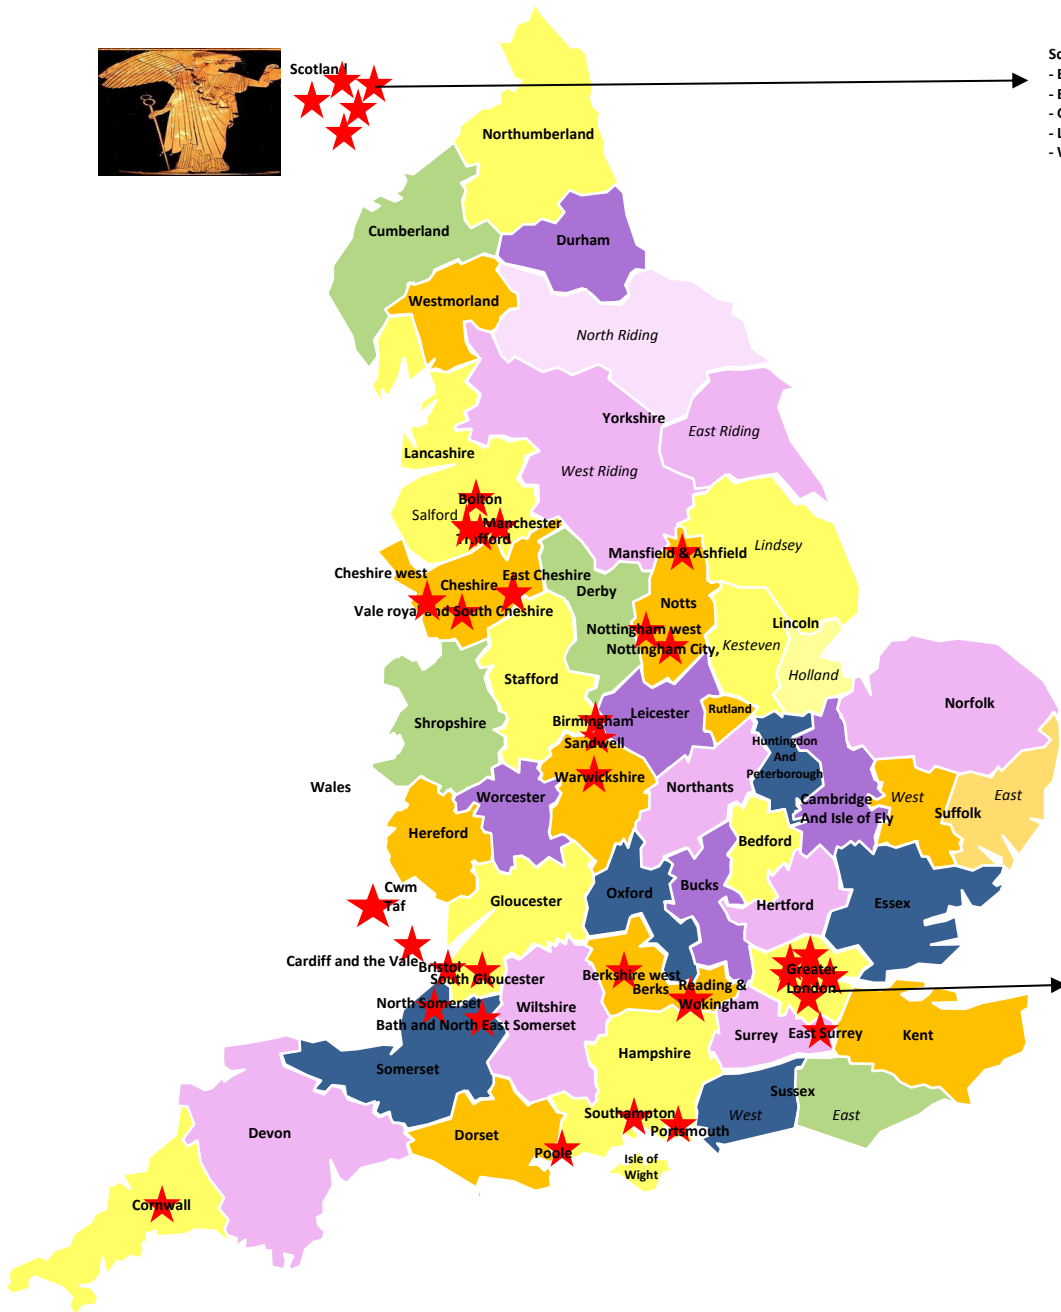 Scotland
Northumberland
Cumberland
Durham
Westmorland
North Riding
Yorkshire
East Riding
Lancashire
West Riding
Bolton
Salford
Manchester
Trafford
Mansfield & Ashfield
Lindsey
Cheshire west
East Cheshire
Cheshire
Derby
Notts
Vale royal and South Cheshire
Lincoln
Nottingham west
Nottingham City,
Kesteven
Holland
Stafford
Norfolk
Leicester
Rutland
Birmingham
Shropshire
Sandwell
Huntingdon
And
Peterborough
Warwickshire
Wales
Northants
Worcester
Cambridge
And Isle of Ely
West
East
Suffolk
Hereford
Bedford
Cwm
Taf
Oxford
Bucks
Gloucester
Hertford
Essex
Cardiff and the Vale
Bristol
South Gloucester
Berkshire west
Berks
Reading &
Wokingham
Greater
London
North Somerset
Bath and North East Somerset
Wiltshire
Surrey
East Surrey
Kent
Hampshire
Somerset
Sussex
West
East
Southampton
Portsmouth
Devon
Dorset
Poole
Isle of
Wight
Cornwall